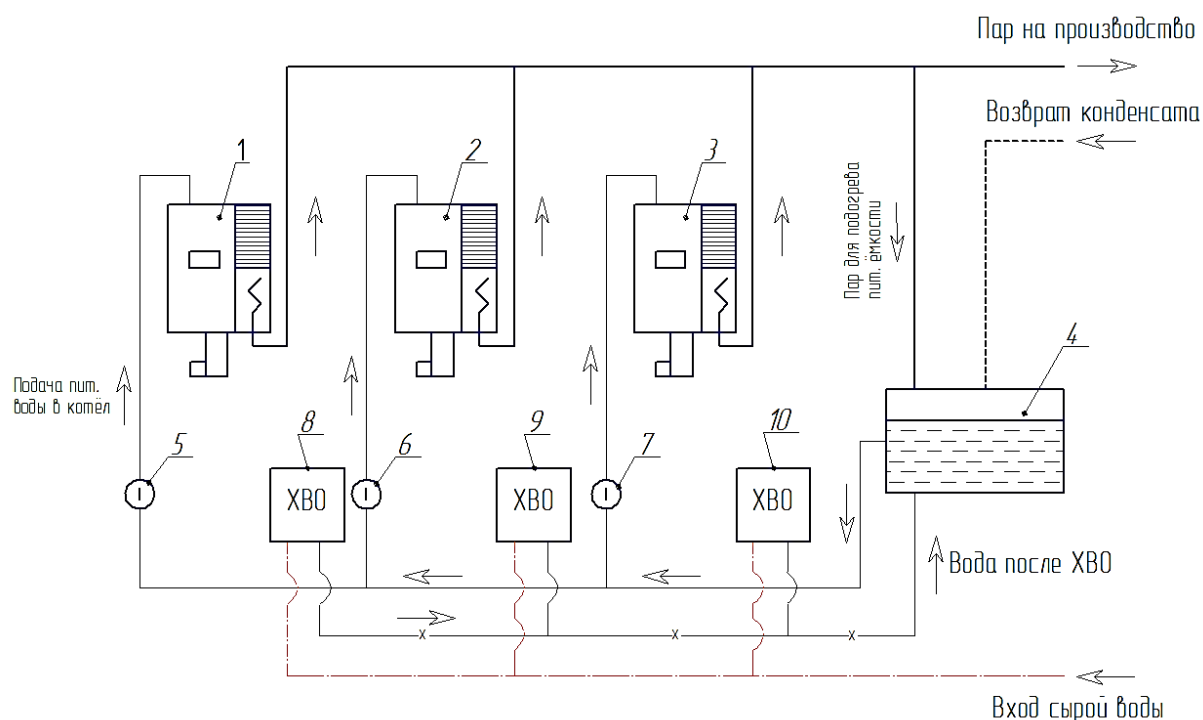 Пар на производство
Возврат конденсата
1
2
3
Пар для подогрева
пит. ёмкости
4
Подача пит.
воды в котёл
5
8
6
9
7
10
ХВО
ХВО
ХВО
Вода после ХВО
x
x
x
Вход сырой воды